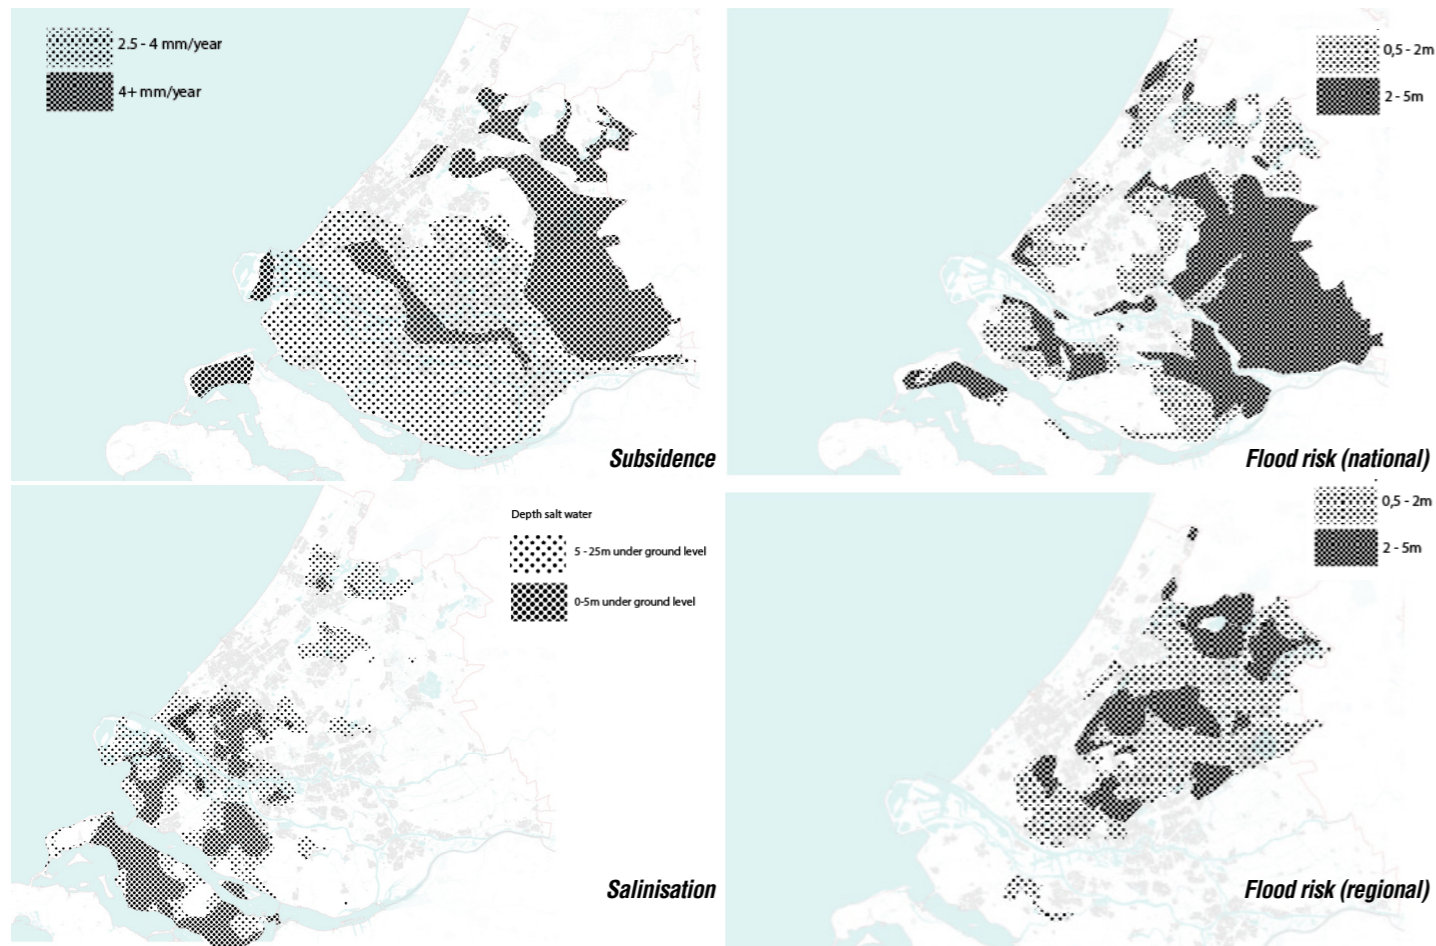 2.5 - 4 mm/year
4+ mm/year
Subsidence
0,5 - 2m
2 - 5m
Flood risk (national)
Depth salt water
5 - 25m under ground level
0-5m under ground level
Salinisation
0,5 - 2m
2 - 5m
Flood risk (regional)